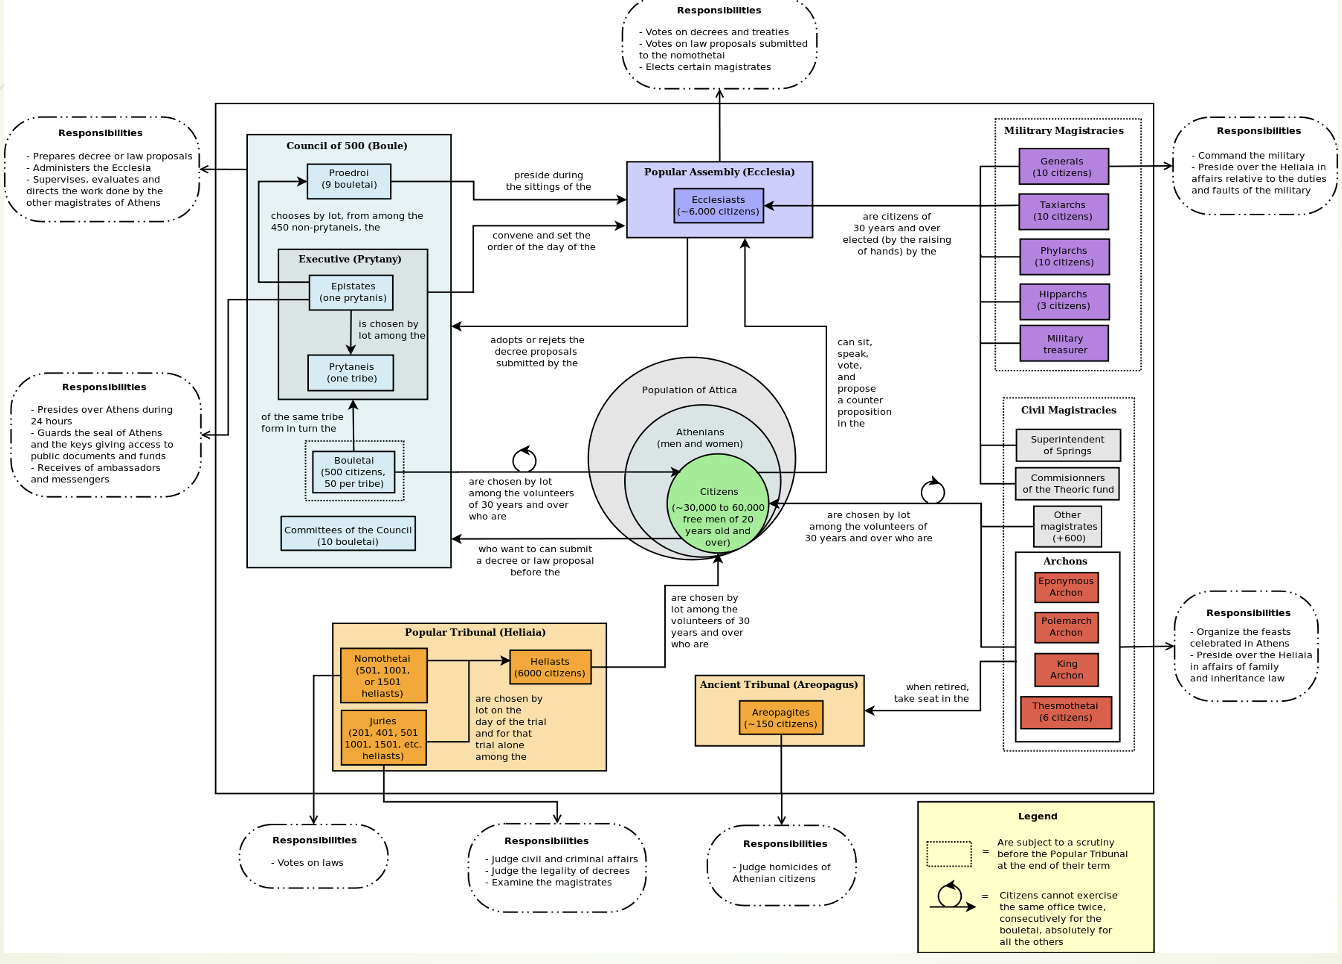 Responsibilities
- Votes on decrees and treaties
- Votes on law proposals submitted
to the nomothetai
- Elects certain magistrates
Responsibilities
- Prepares decree or law proposals
- Administers the Ecclesia
- Supervises, evaluates and
directs the work done by the
other magistrates of Athens
Council of 500 (Boule)
Proedroi
(9 bouletai)
chooses by lot, from among the
450 non-prytaneis, the
Executive (Prytany)
Epistates
(one prytanis)
is chosen by
lot among the
Prytaneis
(one tribe)
of the same tribe
form in turn the
Bouletai
(500 citizens,
50 per tribe)
Committees of the Council
(10 bouletai)
preside during
the sittings of the
convene and set the
order of the day of the
Popular Assembly (Ecclesia)
Ecclesiasts
(~6,000 citizens)
are citizens of
30 years and over
elected (by the raising
of hands) by the
Military Magistracies
Generals
(10 citizens)
Taxiarchs
(10 citizens)
Phylarchs
(10 citizens)
Hipparchs
(3 citizens)
Military
treasurer
Responsibilities
- Command the military
- Preside over the Heliaia in
affairs relative to the duties
and faults of the military
adopts or rejets the
decree proposals
submitted by the
can sit,
speak,
vote,
and
propose
a counter
proposition
in the
Responsibilities
- Presides over Athens during
24 hours
- Guards the seal of Athens
and the keys giving access to
public documents and funds
- Receives of ambassadors
and messengers
Population of Attica
Athenians
(men and women)
Citizens
(~30,000 to 60,000
free men of 20
years old and
over)
are chosen by lot
among the volunteers
of 30 years and over
who are
who want to can submit
a decree or law proposal
before the
are chosen by lot
among the volunteers of
30 years and over who are
Civil Magistracies
Superintendent
of Springs
Commisionners
of the Theoric fund
Other
magistrates
(+600)
Archons
Eponymous
Archon
Polemarch
Archon
King
Archon
Thesmothetai
(6 citizens)
Responsibilities
- Organize the feasts
celebrated in Athens
- Preside over the Heliaia
in affairs of family
and inheritance law
are chosen by
lot among the
volunteers of 30
years and over
who are
Popular Tribunal (Heliaia)
Nomothetai
(501, 1001,
or 1501
heliasts)
Heliasts
(6000 citizens)
Juries
(201, 401, 501
1001, 1501, etc.
heliasts)
are chosen by
lot on the
day of the trial
and for that
trial alone
among the
Ancient Tribunal (Areopagus)
Areopagites
(~150 citizens)
when retired,
take seat in the
Responsibilities
- Votes on laws
Responsibilities
- Judge civil and criminal affairs
- Judge the legality of decrees
- Examine the magistrates
Responsibilities
- Judge homicides of
Athenian citizens
Legend
= Are subject to a scrutiny
before the Popular Tribunal
at the end of their term
= Citizens cannot exercise
the same office twice,
consecutively for the
bouletai, absolutely for
all the others